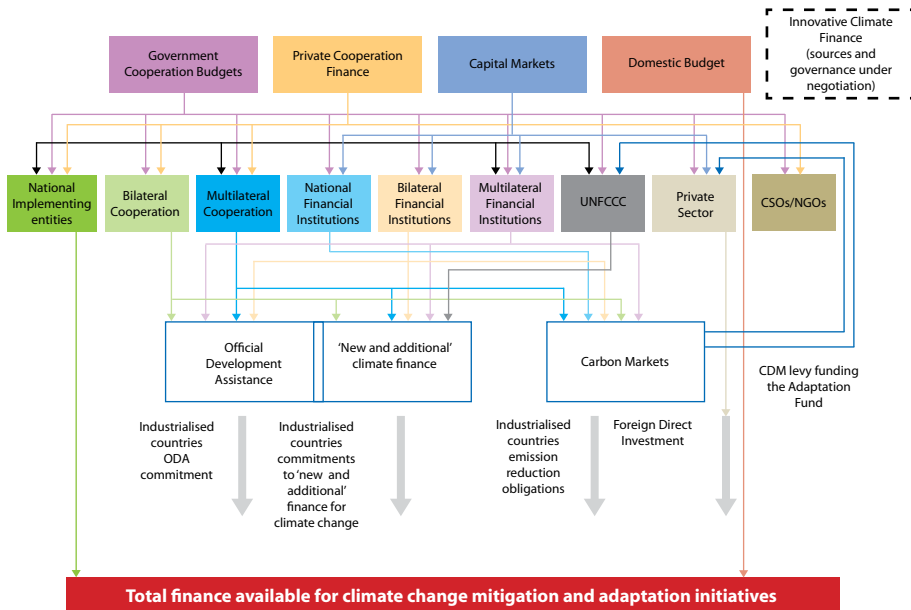 Government
Cooperation Budgets
Private Cooperation
Finance
Capital Markets
Domestic Budget
Innovative Climate
Finance
(sources and
governance under
negotiation)
National
Implementing
entities
Bilateral
Cooperation
Multilateral
Cooperation
National
Financial
Institutions
Bilateral
Financial
Institutions
Multilateral
Financial
Institutions
UNFCCC
Private
Sector
CSOs/NGOs
Official
Development
Assistance
‘New and additional’
climate finance
Carbon Markets
CDM levy funding
the Adaptation
Fund
Industrialised
countries
ODA
commitment
Industrialised
countries
commitments
to ‘new and
additional’
finance for
climate change
Industrialised
countries
emission
reduction
obligations
Foreign Direct
Investment
Total finance available for climate change mitigation and adaptation initiatives